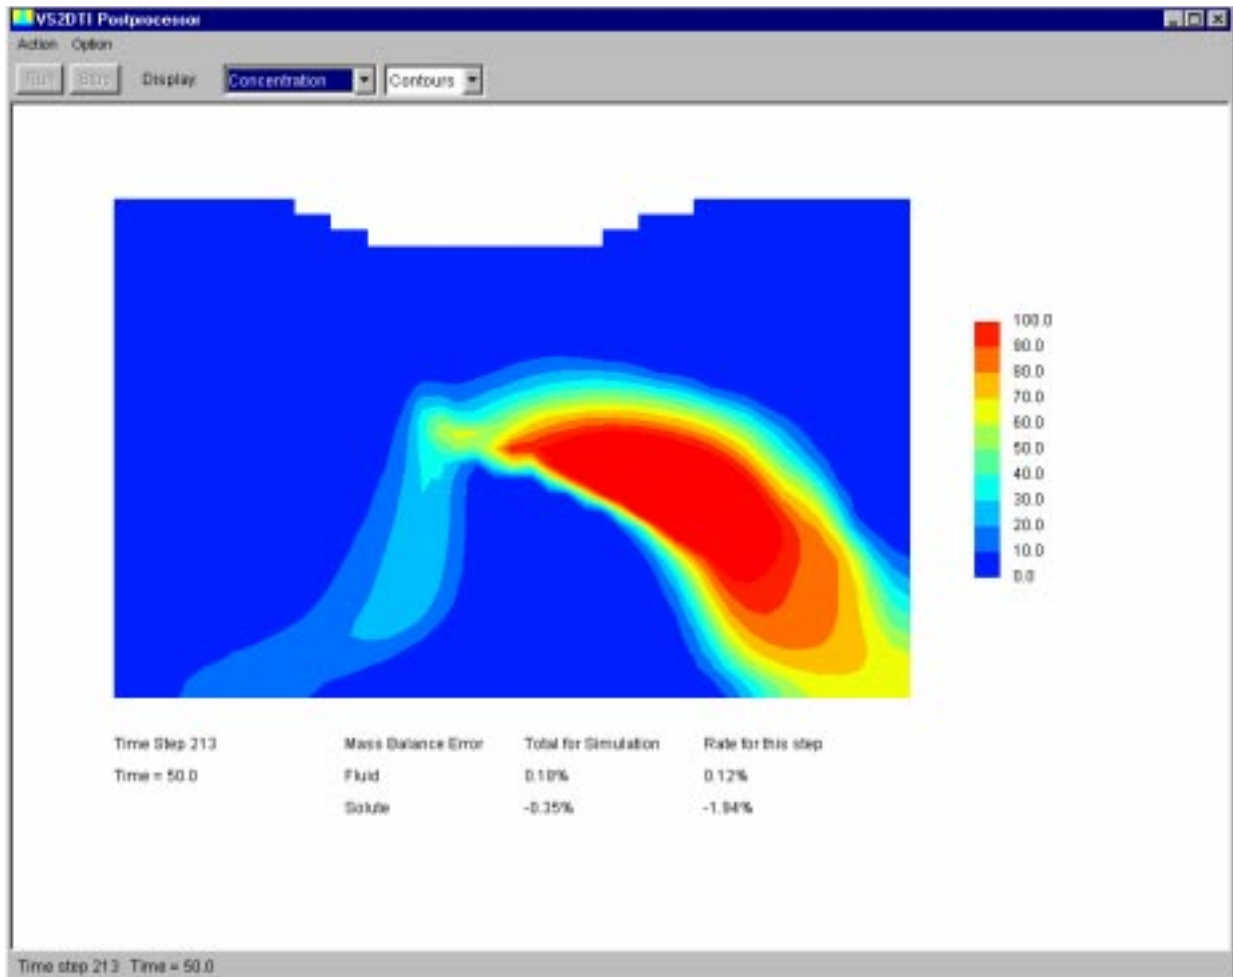 VS2DTI Postprocessor
Action Option
Run Stop Display Concentration Contours
100.0
90.0
80.0
70.0
60.0
50.0
40.0
30.0
20.0
10.0
0.0
Time Step 213 Mass Balance Error Total for Simulation Rate for this step
Time = 50.0 Fluid 0.18% 0.12%
Solute -0.35% -1.94%
Time step 213 Time = 50.0